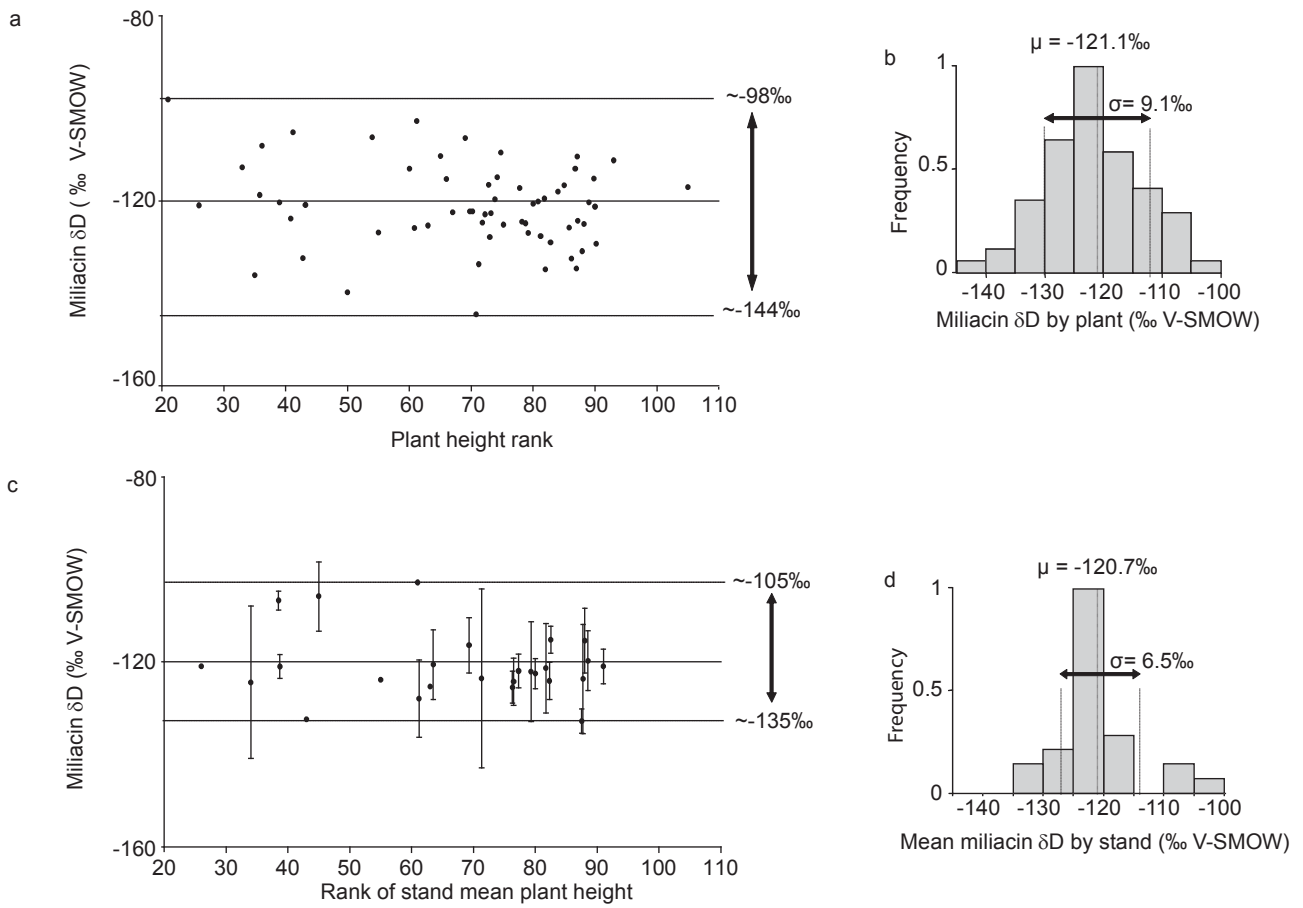 a
-80
-120
-160
Miliacin δD ( ‰ V-SMOW)
~-98‰
~-144‰
20 30 40 50 60 70 80 90 100 110
Plant height rank
b
μ = -121.1‰
σ= 9.1‰
1
0.5
0
Frequency
-140 -130 -120 -110 -100
Miliacin δD by plant (‰ V-SMOW)
c
-80
-120
-160
Miliacin δD (‰ V-SMOW)
~-105‰
~-135‰
20 30 40 50 60 70 80 90 100 110
Rank of stand mean plant height
d
μ = -120.7‰
σ= 6.5‰
1
0.5
0
Frequency
-140 -130 -120 -110 -100
Mean miliacin δD by stand (‰ V-SMOW)